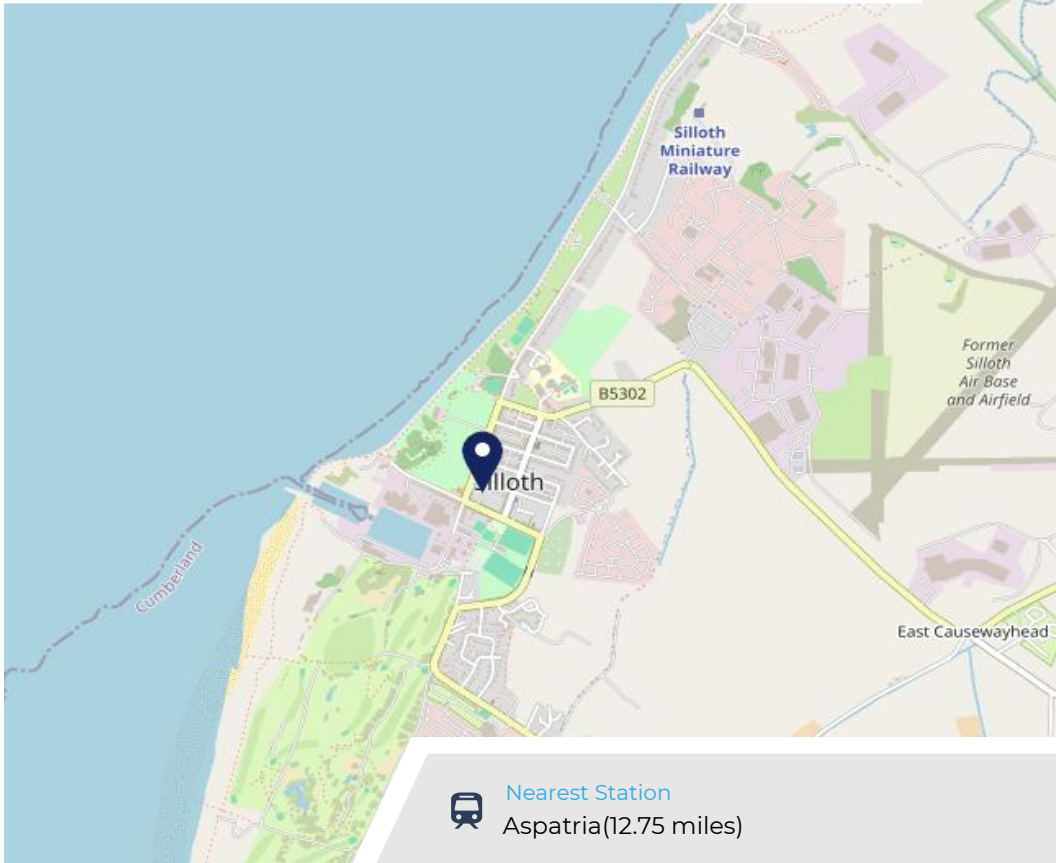 Silloth
Miniature
Railway
Former
Silloth
Air Base
and Airfield
B5302
Silloth
Cumberland
East Causewayhead
Nearest Station
Aspatria(12.75 miles)